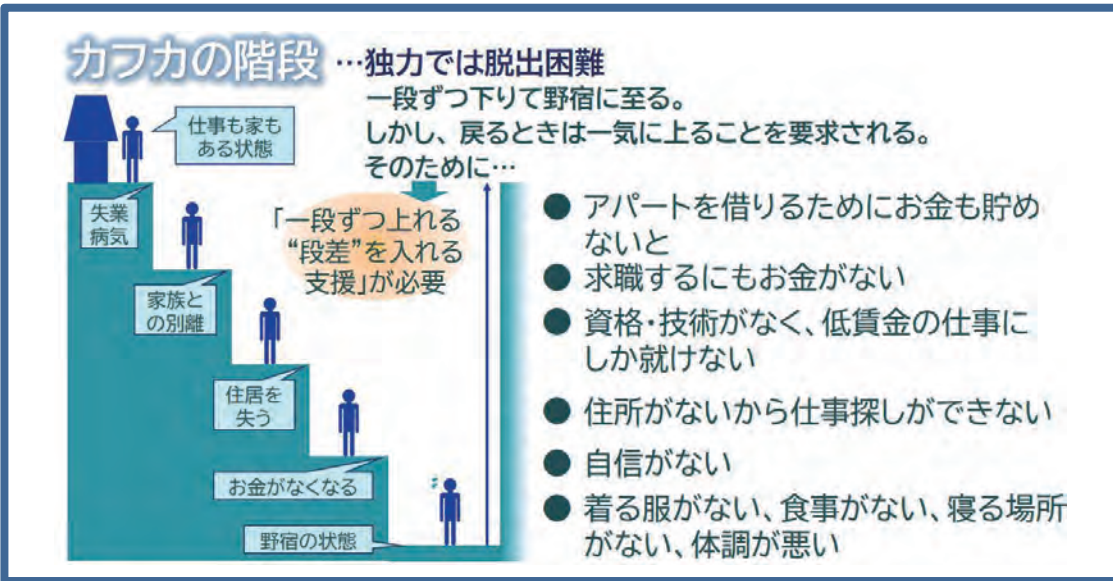 カフカの階段 …独力では脱出困難
一段ずつ下りて野宿に至る。
しかし、戻るときは一気に上ることを要求される。
そのために…
仕事も家も
ある状態
失業
病気
家族と
の別離
住居を
失う
お金がなくなる
野宿の状態
「一段ずつ上れる
“段差”を入れる
支援」が必要
● アパートを借りるためにお金も貯め
ないと
● 求職するにもお金がない
● 資格・技術がなく、低賃金の仕事に
しか就けない
● 住所がないから仕事探しができない
● 自信がない
● 着る服がない、食事がない、寝る場所
がない、体調が悪い